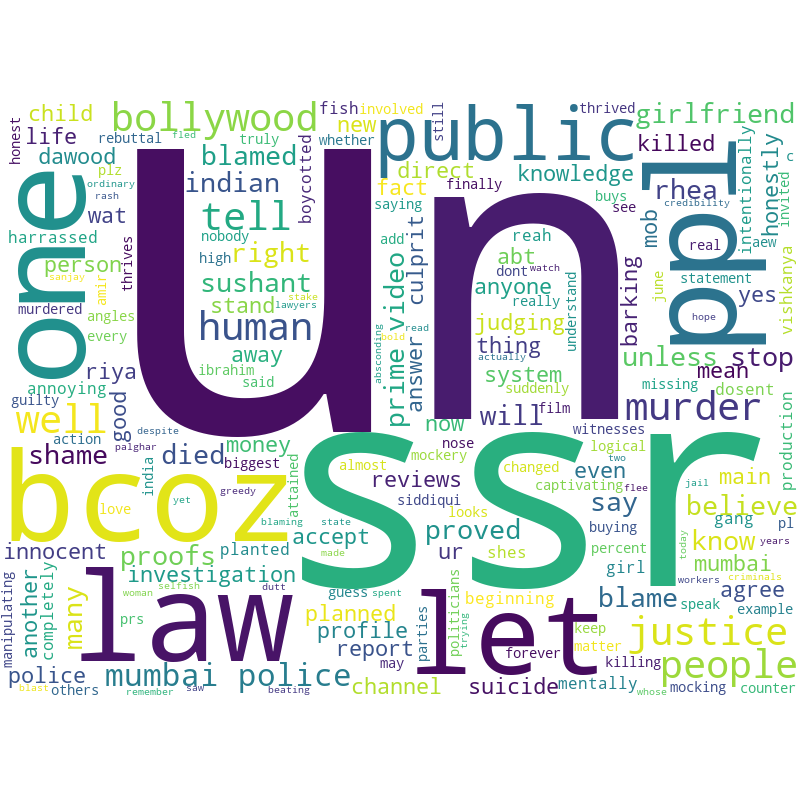 un
ssr
law
let
bcoz
one
public
ppl
bollywood
girlfriend
child
life
dawood
wat
harrassed
person
murdered
riya
annoying
guilty
action
despite
palghar
well
shame
died
good
honest
rebuttal
fled
truly
plz
ordinary
rash
thrives
blamed
indian
tell
nobody
high
right
sushant
stand
stake
lawyers
human
away
ibrahim
said
money
biggest
greedy
india
yet
love
fish
involved
new
whether
boycotted
still
thrived
direct
fact
finally
saying
knowledge
buys
see
killed
rhea
mob
credibility
real
statement
hope
intentionally
honestly
invited
c
aew
june
yes
vishkanya
add
reah
abt
dont
watch
anyone
really
understand
barking
culprit
video
prime
answer
absconding
read
bold
judging
thing
actually
system
suddenly
will
film
now
nose
mockery
unless
stop
mean
missing
dosent
murder
witnesses
production
logical
two
main
jail
even
changed
captivating
say
believe
gang
pl
buying
know
mumbai
flee
years
almost
reviews
siddiqui
looks
proved
shes
percent
girl
accept
attained
blaming
state
planted
proofs
innocent
investigation
made
dutt
selfish
woman
another
completely
many
manipulating
prs
planned
guess
spent
profile
report
may
parties
politicians
trying
beginning
forever
matter
keep
killing
blame
speak
example
agree
workers
criminals
today
justice
people
police
others
blast
mumbai police
remember
saw
beating
channel
suicide
mentally
mocking
whose
counter
amir
sanjay
angles
every
ur